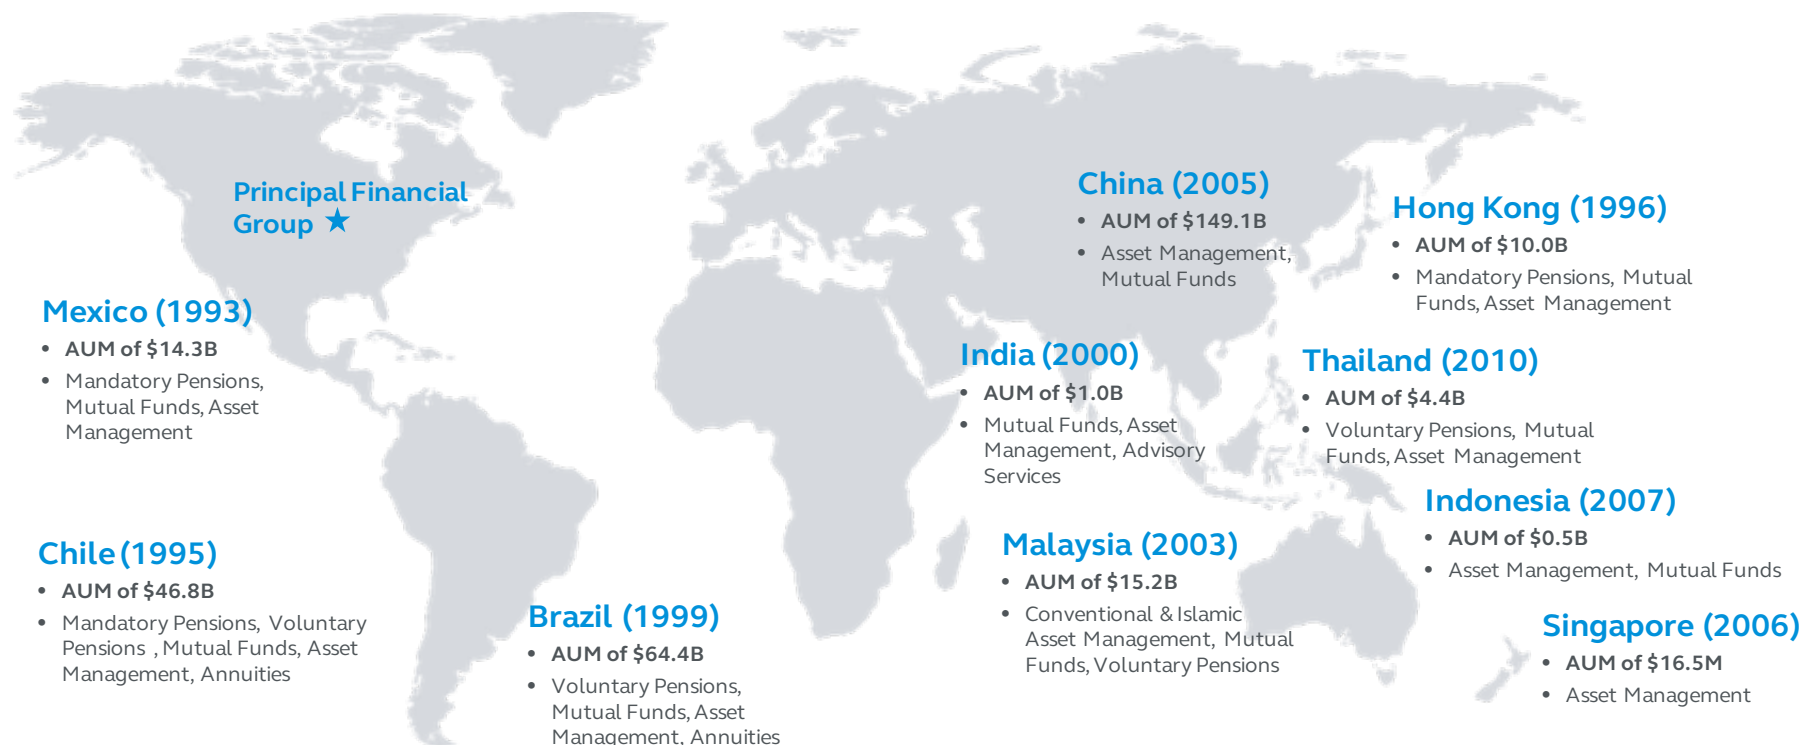 Principal Financial
Group
Mexico (1993)
• AUM of $14.3B
• Mandatory Pensions,
Mutual Funds, Asset
Management
Chile (1995)
• AUM of $46.8B
• Mandatory Pensions, Voluntary
Pensions , Mutual Funds, Asset
Management, Annuities
Brazil (1999)
• AUM of $64.4B
• Voluntary Pensions,
Mutual Funds, Asset
Management, Annuities
China (2005)
• AUM of $149.1B
• Asset Management,
Mutual Funds
Hong Kong (1996)
• AUM of $10.0B
• Mandatory Pensions, Mutual
Funds, Asset Management
India (2000)
• AUM of $1.0B
• Mutual Funds, Asset
Management, Advisory
Services
Thailand (2010)
• AUM of $4.4B
• Voluntary Pensions, Mutual
Funds, Asset Management
Indonesia (2007)
• AUM of $0.5B
• Asset Management, Mutual Funds
Malaysia (2003)
• AUM of $15.2B
• Conventional & Islamic
Asset Management, Mutual
Funds, Voluntary Pensions
Singapore (2006)
• AUM of $16.5M
• Asset Management